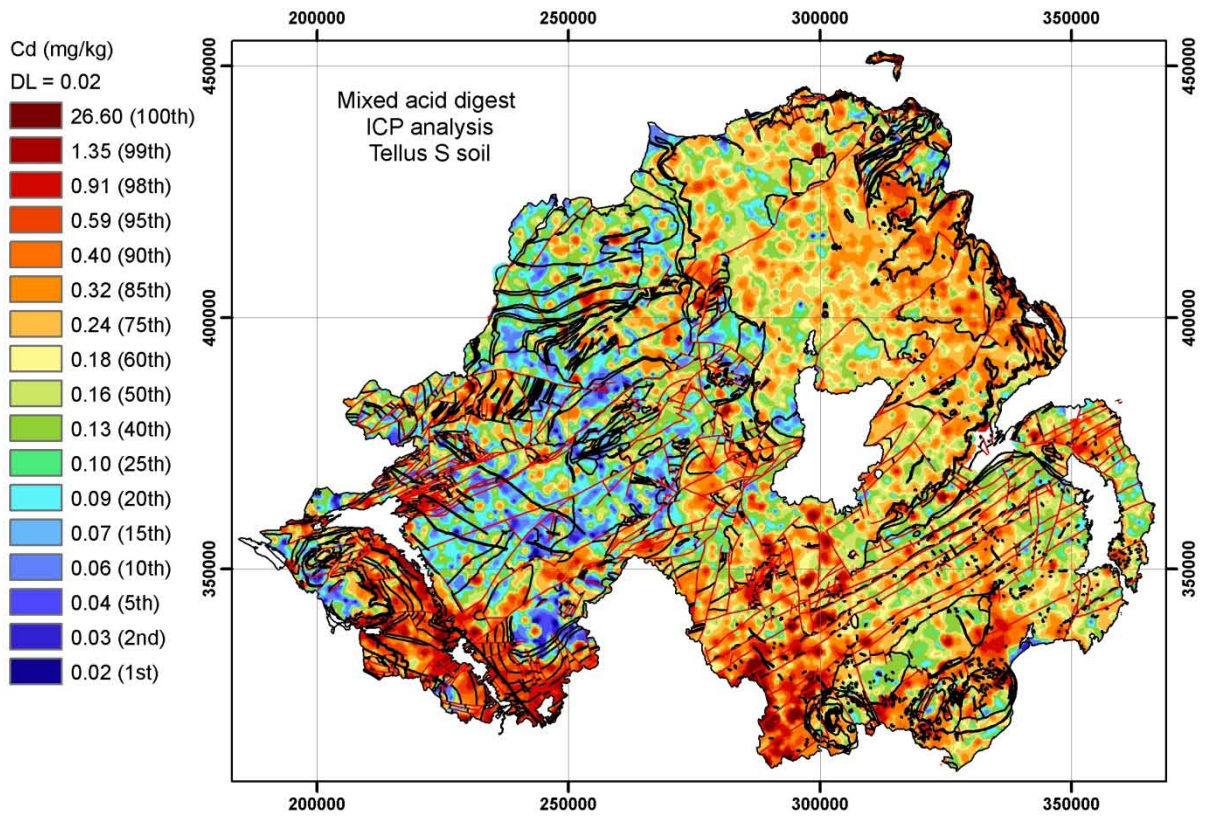 200000 250000 300000 350000
Cd (mg/kg)
DL = 0.02
26.60 (100th)
1.35 (99th)
0.91 (98th)
0.59 (95th)
0.40 (90th)
0.32 (85th)
0.24 (75th)
0.18 (60th)
0.16 (50th)
0.13 (40th)
0.10 (25th)
0.09 (20th)
0.07 (15th)
0.06 (10th)
0.04 (5th)
0.03 (2nd)
0.02 (1st)
Mixed acid digest
ICP analysis
Tellus S soil
450000
400000
350000
450000
400000
350000
200000 250000 300000 350000